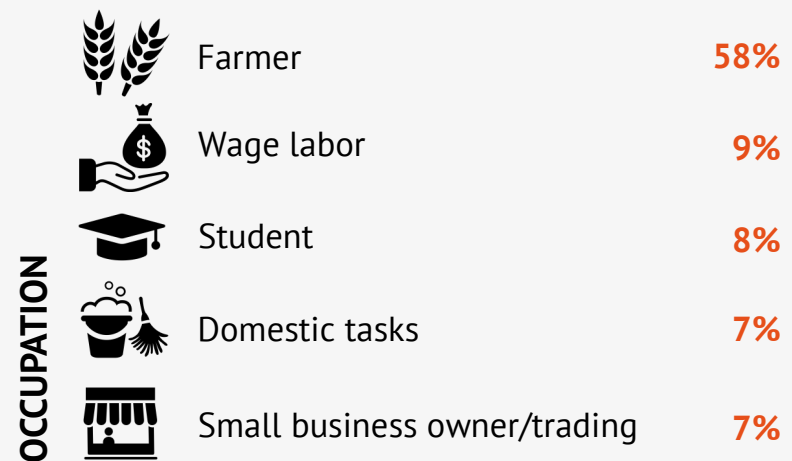 OCCUPATION
Farmer 58%
$ Wage labor 9%
Student 8%
Domestic tasks 7%
Small business owner/trading 7%